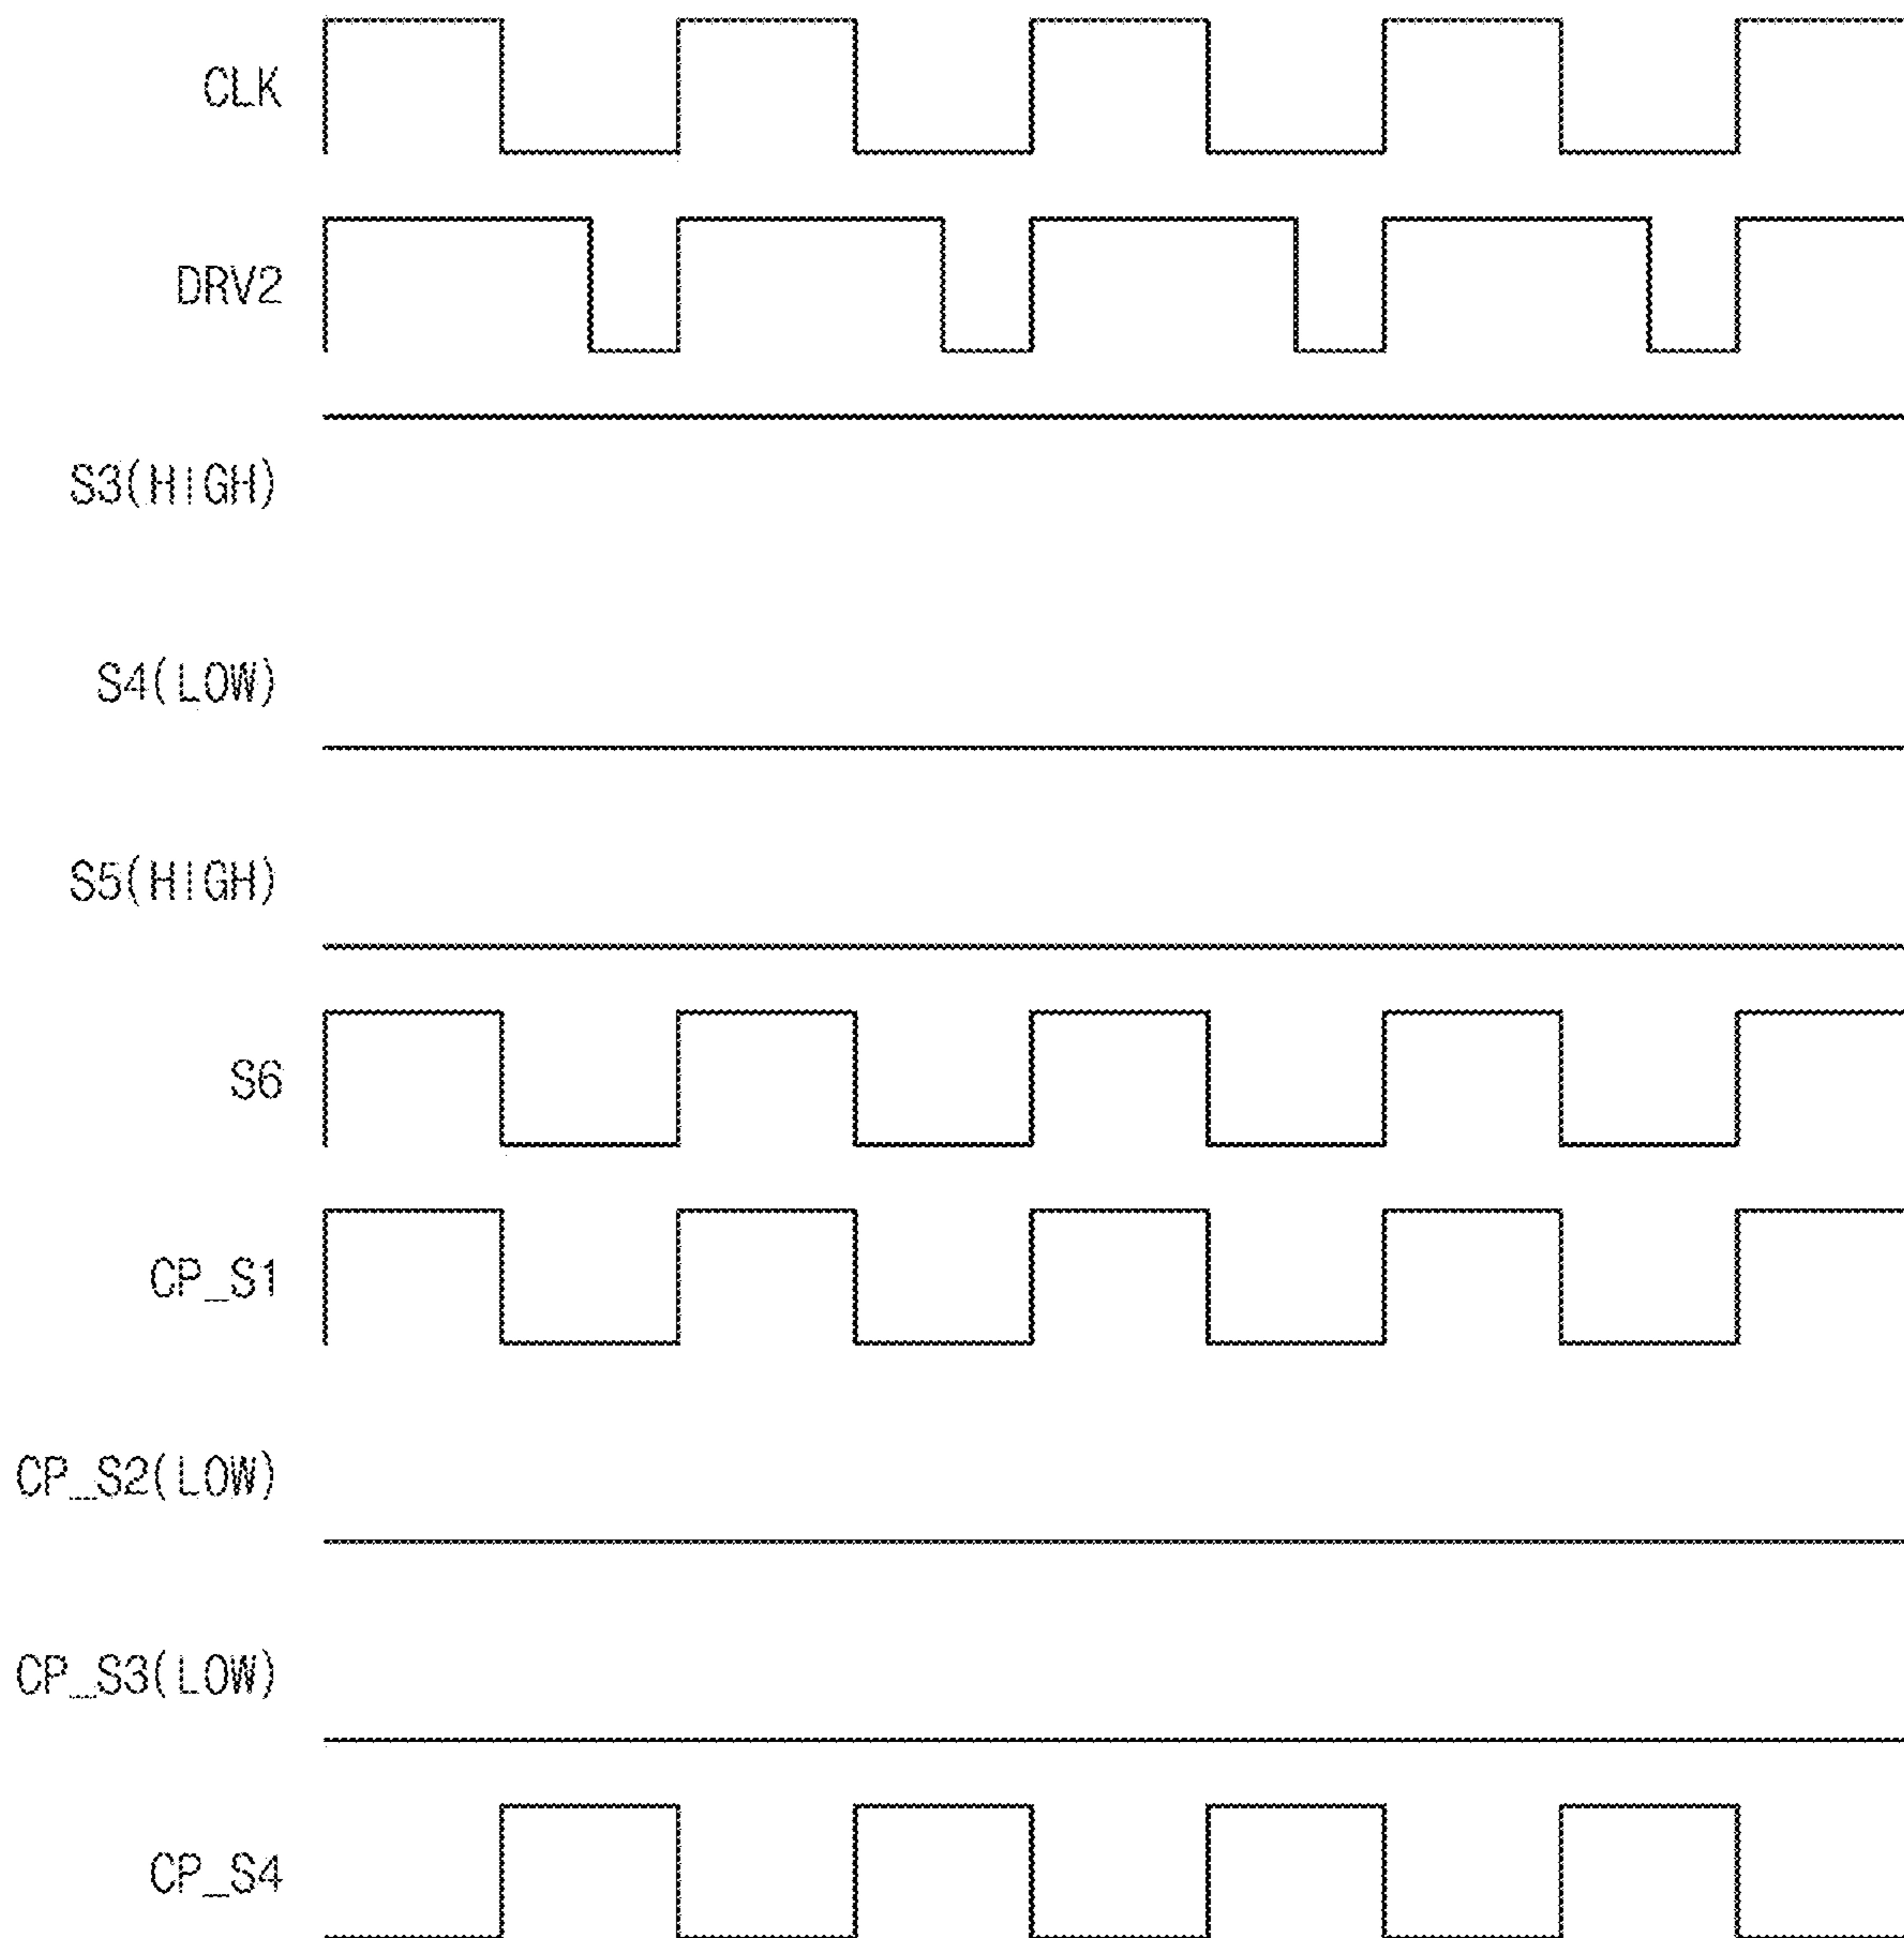 CLK
DRV2
S3(HIGH)
S4(LOW)
S5(HIGH)
S6
CP_S1
CP_S2(LOW)
CP_S3(LOW)
CP_S4